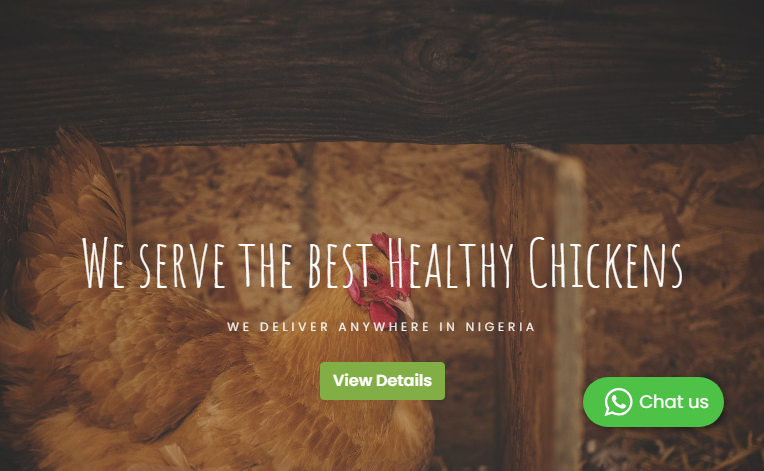 We serve the best Healthy Chickens
WE DELIVER ANYWHERE IN NIGERIA
View Details
Chat us